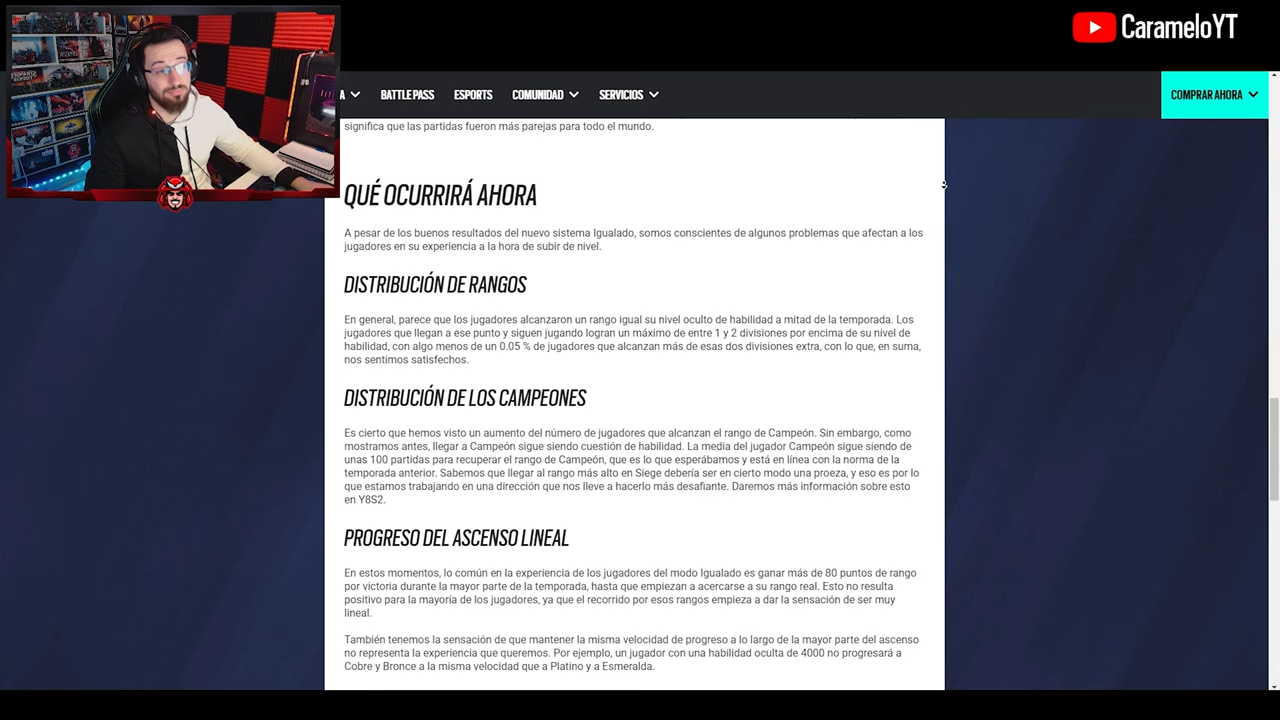 CarameloYT
A
BATTLE PASS
ESPORTS
COMUNIDAD
SERVICIOS
COMPRAR AHORA
significa que las partidas fueron más parejas para todo el mundo.
QUÉ OCURRIRÁ AHORA
A pesar de los buenos resultados del nuevo sistema Igualado, somos conscientes de algunos problemas que afectan a los
jugadores en su experiencia a la hora de subir de nivel.
DISTRIBUCIÓN DE RANGOS
En general, parece que los jugadores alcanzaron un rango igual su nivel oculto de habilidad a mitad de la temporada. Los
jugadores que llegan a ese punto y siguen jugando logran un máximo de entre 1 y 2 divisiones por encima de su nivel de
habilidad, con algo menos de un 0.05 % de jugadores que alcanzan más de esas dos divisiones extra, con lo que, en suma,
nos sentimos satisfechos.
DISTRIBUCIÓN DE LOS CAMPEONES
Es cierto que hemos visto un aumento del número de jugadores que alcanzan el rango de Campeón. Sin embargo, como
mostramos antes, llegar a Campeón sigue siendo cuestión de habilidad. La media del jugador Campeón sigue siendo de
unas 100 partidas para recuperar el rango de Campeón, que es lo que esperábamos y está en línea con la norma de la
temporada anterior. Sabemos que llegar al rango más alto en Siege debería ser en cierto modo una proeza, y eso es por lo
que estamos trabajando en una dirección que nos lleve a hacerlo más desafiante. Daremos más información sobre esto
en Y8S2.
PROGRESO DEL ASCENSO LINEAL
En estos momentos, lo común en la experiencia de los jugadores del modo Igualado es ganar más de 80 puntos de rango
por victoria durante la mayor parte de la temporada, hasta que empiezan a acercarse a su rango real. Esto no resulta
positivo para la mayoría de los jugadores, ya que el recorrido por esos rangos empieza a dar la sensación de ser muy
lineal.
También tenemos la sensación de que mantener la misma velocidad de progreso a lo largo de la mayor parte del ascenso
no representa la experiencia que queremos. Por ejemplo, un jugador con una habilidad oculta de 4000 no progresará a
Cobre y Bronce a la misma velocidad que a Platino y a Esmeralda.